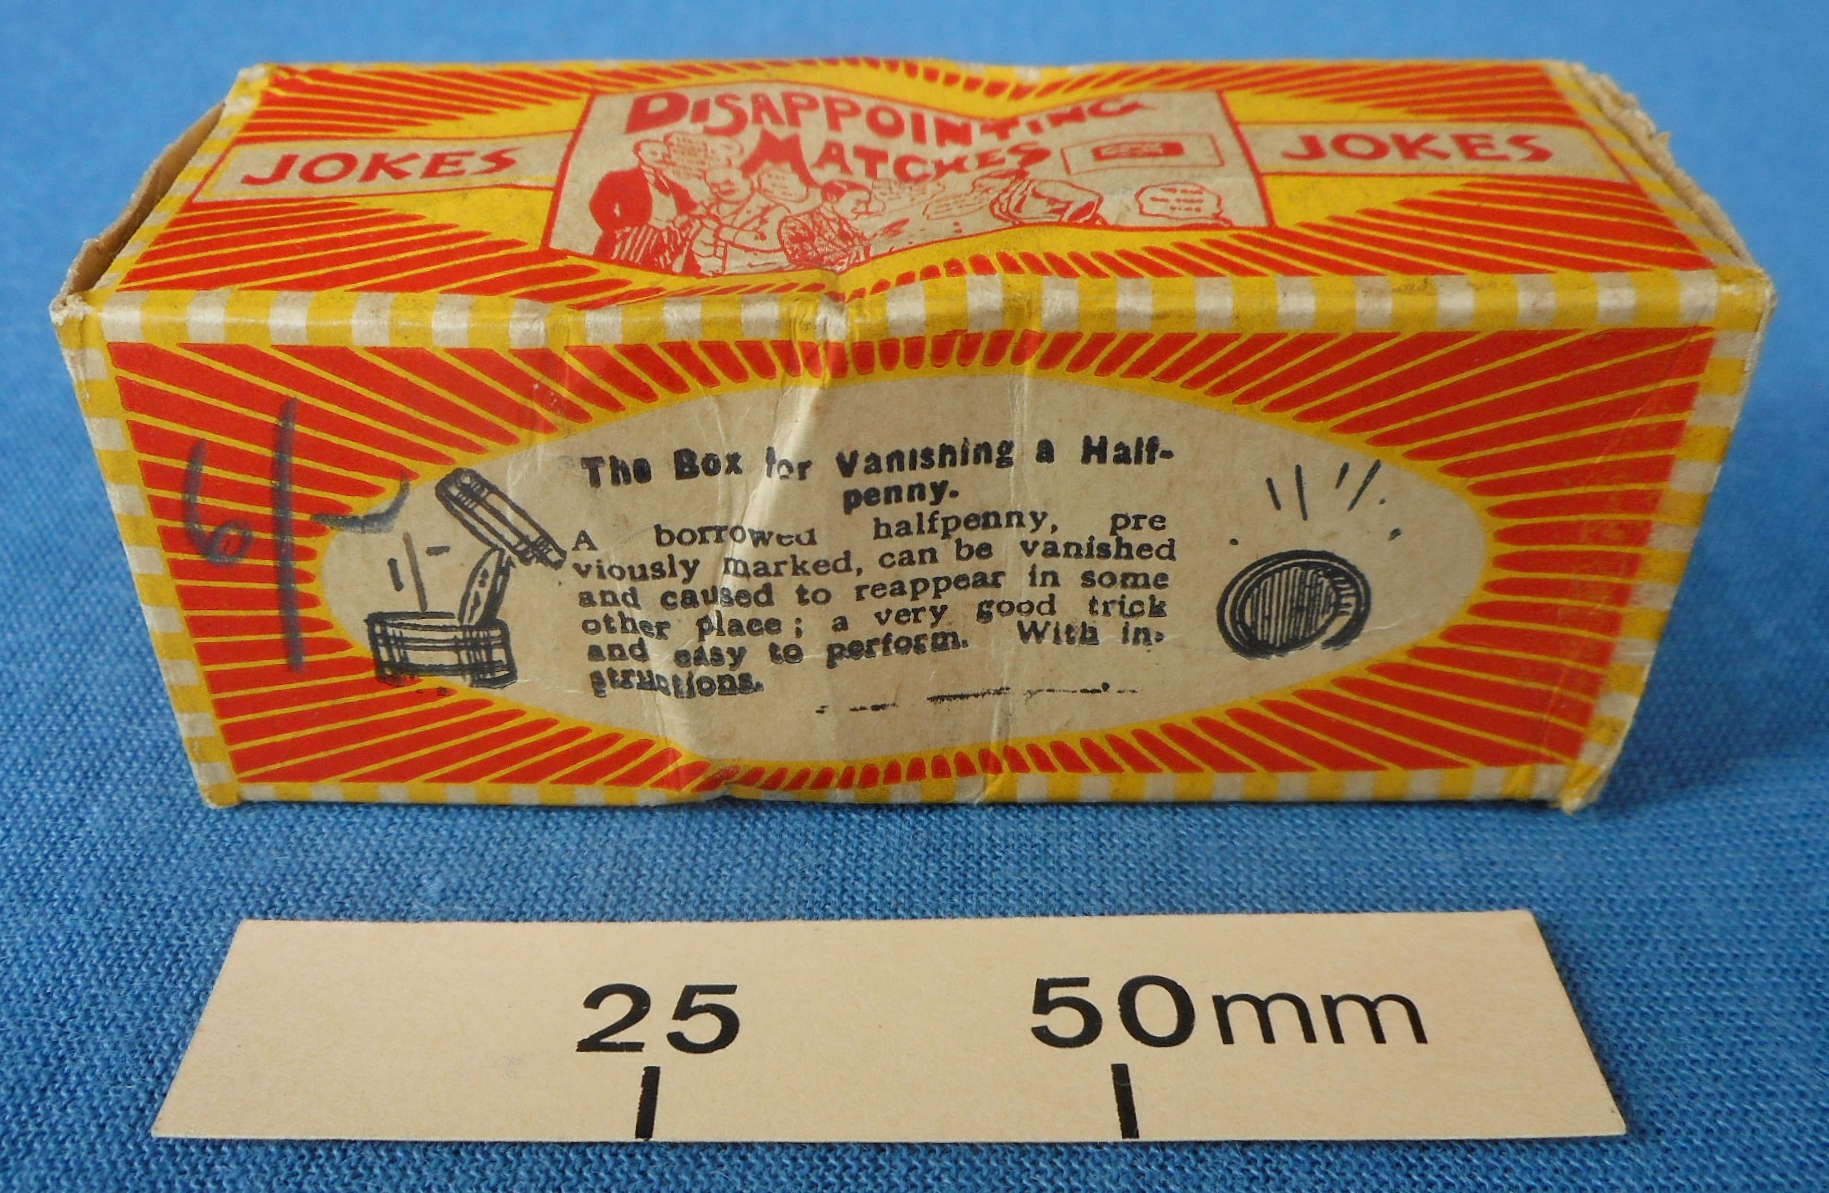 DISAPPOINTING
MATCHES
JOKES
JOKES
6/-
The Box for Vanishing a Half-
penny.
A borrowed halfpenny, pre
viously marked, can be vanished
and caused to reappear in some
other place; a very good trick
and easy to perform. With in-
structions.
25 50mm